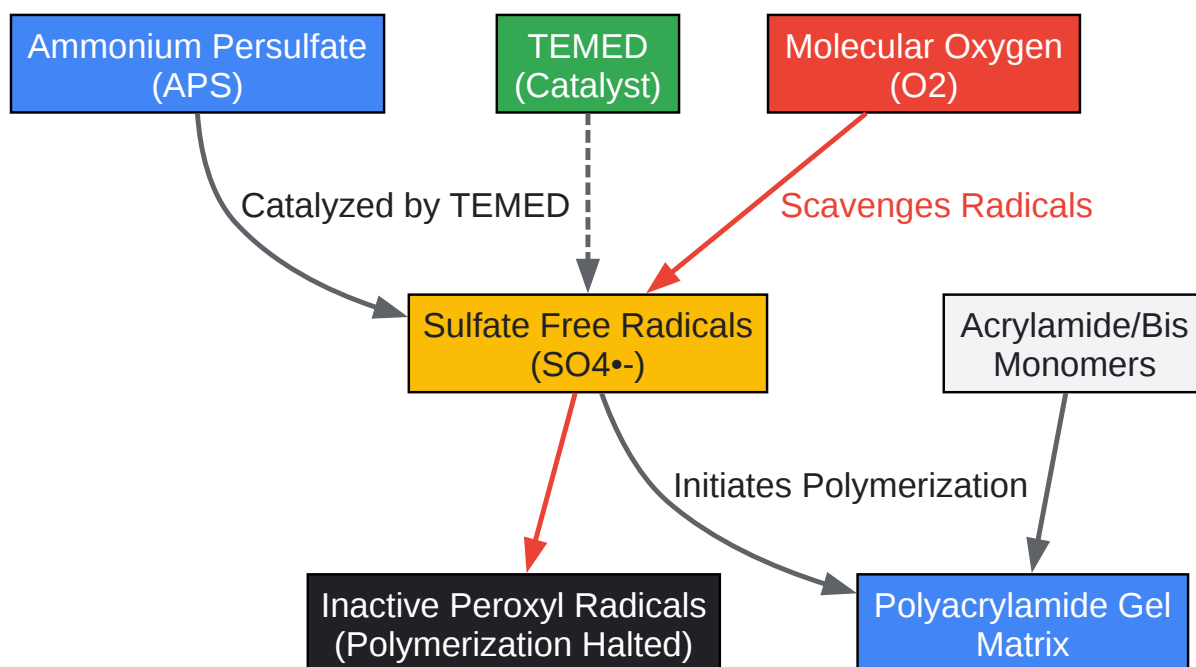 Ammonium Persulfate
(APS)
TEMED
(Catalyst)
Molecular Oxygen
(O2)
Catalyzed by TEMED
Scavenges Radicals
Sulfate Free Radicals
(SO4•-)
Acrylamide/Bis
Monomers
Initiates Polymerization
Inactive Peroxyl Radicals
(Polymerization Halted)
Polyacrylamide Gel
Matrix